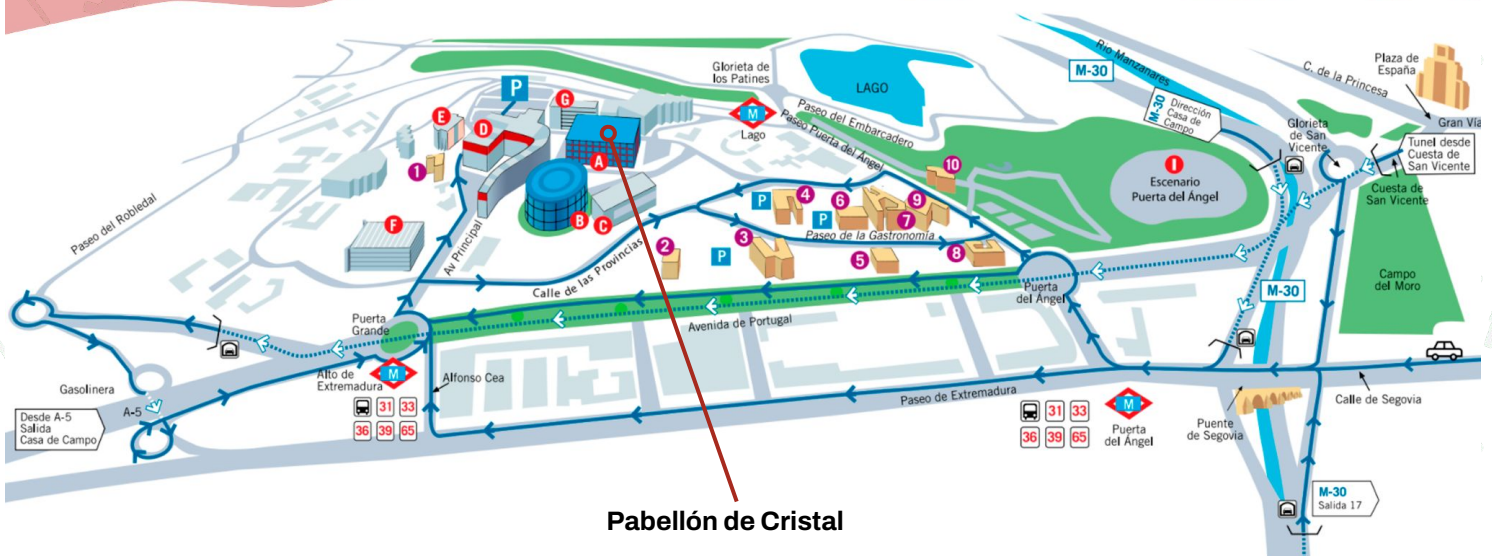 Plaza de
España
C. de la Princesa
Gran Vía
Río Manzanares
M-30
M-30 Dirección
Casa de
Campo
Glorieta
de San
Vicente
Tunel desde
Cuesta de
San Vicente
Cuesta de
San Vicente
Glorieta de
los Patines
LAGO
P
G
E
D
A
M
Lago
Paseo del Embarcadero
Paseo Puerta del Ángel
10
I
Escenario
Puerta del Ángel
1
B
C
F
P
4
P
6
9
7
Paseo de la Gastronomía
2
P
3
5
8
Paseo del Robledal
Av Principal
Calle de las Provincias
Puerta
del Ángel
Campo
del Moro
M-30
Puerta
Grande
Avenida de Portugal
Alto de
Extremadura
M
Alfonso Cea
Gasolinera
A-5
Desde A-5
Salida
Casa de Campo
31 33
36 39 65
Paseo de Extremadura
31 33
36 39 65
M
Puerta
del Ángel
Puente
de Segovia
Calle de Segovia
M-30
Salida 17
Pabellón de Cristal